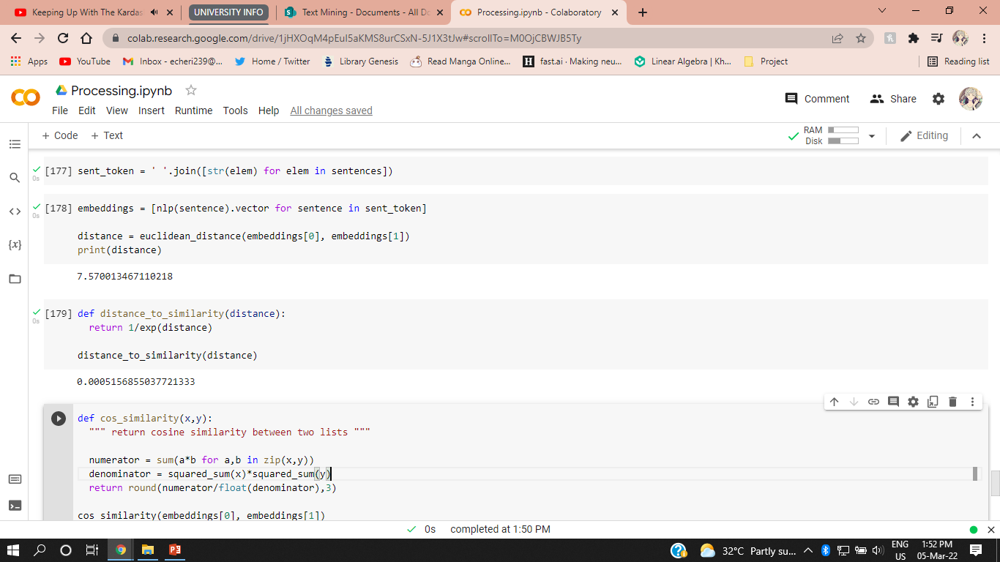 Keeping Up With The Kardas
UNIVERSITY INFO
Text Mining - Documents - All Do
Processing.ipynb - Colaboratory
colab.research.google.com/drive/1jHXOqM4pEuI5aKMS8urCSxN-5J1X3tJw#scrollTo=M0OjCBWJB5Ty
Apps
YouTube
Inbox - echeri239@...
Home / Twitter
Library Genesis
Read Manga Online...
H
fast.ai · Making neu...
Linear Algebra | Kh...
Project
Reading list
Processing.ipynb
Comment
Share
File Edit View Insert Runtime Tools Help All changes saved
+ Code + Text
RAM
Disk
Editing
[177] sent_token = ' '.join([str(elem) for elem in sentences])
0s
[178] embeddings = [nlp(sentence).vector for sentence in sent_token]
0s
distance = euclidean_distance(embeddings[0], embeddings[1])
print(distance)
7.570013467110218
[179] def distance_to_similarity(distance):
0s
return 1/exp(distance)
distance_to_similarity(distance)
0.0005156855037721333
def cos_similarity(x,y):
""" return cosine similarity between two lists """
numerator = sum(a*b for a,b in zip(x,y))
denominator = squared_sum(x)*squared_sum(y)
return round(numerator/float(denominator),3)
cos_similarity(embeddings[0], embeddings[1])
0s completed at 1:50 PM
32°C Partly su...
ENG
US
1:52 PM
05-Mar-22